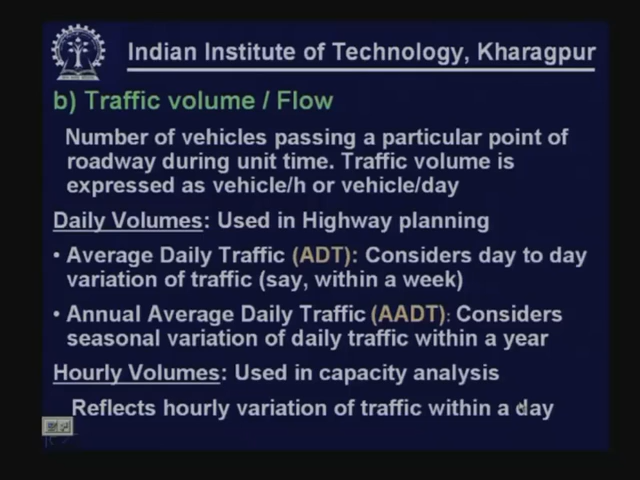 Indian Institute of Technology, Kharagpur
b) Traffic volume / Flow
Number of vehicles passing a particular point of
roadway during unit time. Traffic volume is
expressed as vehicle/h or vehicle/day
Daily Volumes: Used in Highway planning
• Average Daily Traffic (ADT): Considers day to day
variation of traffic (say, within a week)
• Annual Average Daily Traffic (AADT): Considers
seasonal variation of daily traffic within a year
Hourly Volumes: Used in capacity analysis
Reflects hourly variation of traffic within a day